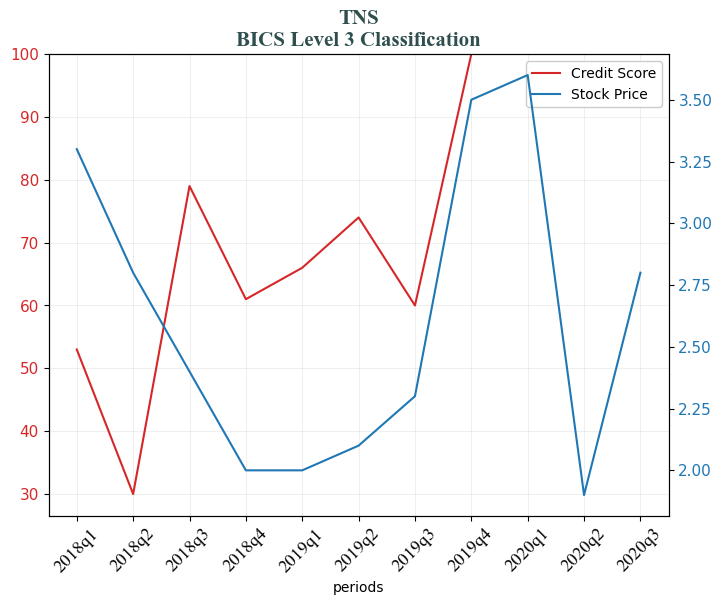 TNS
BICS Level 3 Classification
Credit Score
Stock Price
100
90
80
70
60
50
40
30
3.50
3.25
3.00
2.75
2.50
2.25
2.00
2018q1
2018q2
2018q3
2018q4
2019q1
2019q2
2019q3
2019q4
2020q1
2020q2
2020q3
periods